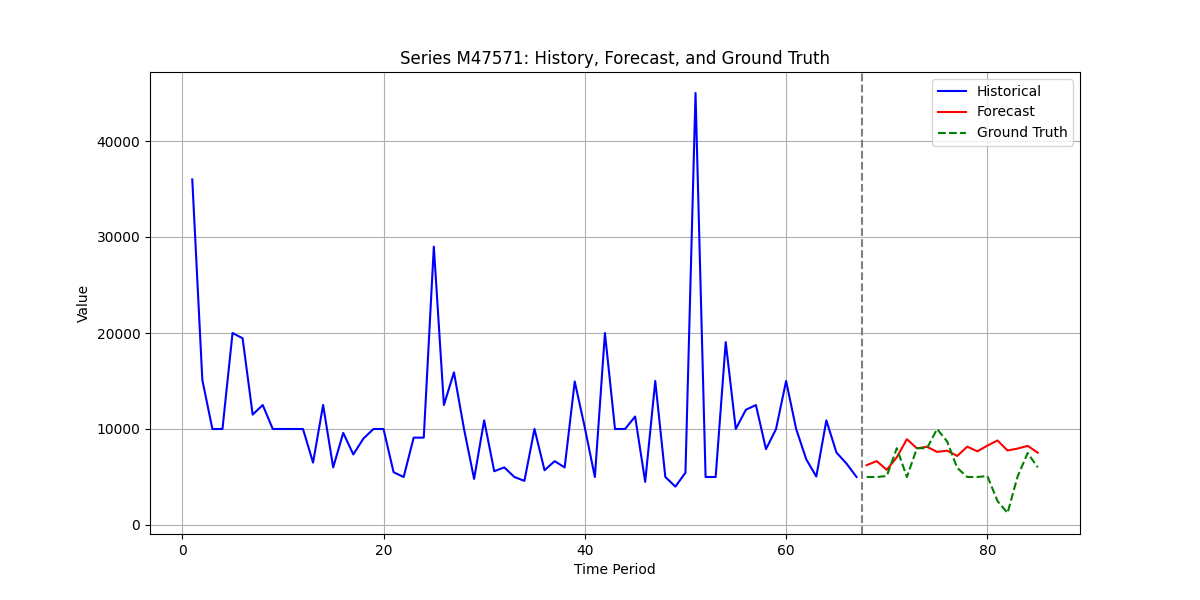 Series M47571: History, Forecast, and Ground Truth
Historical
Forecast
Ground Truth
Value
40000
30000
20000
10000
0
0 20 40 60 80
Time Period